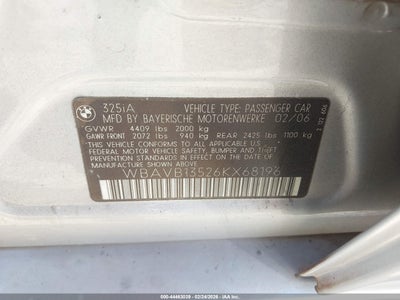 BMW
325iA
VEHICLE TYPE: PASSENGER CAR
MFD BY BAYERISCHE MOTORENWERKE 02/06
GVWR 4409 lbs 2000 kg
GAWR FRONT 2072 lbs 940 kg REAR 2425 lbs 1100 kg
THIS VEHICLE CONFORMS TO ALL APPLICABLE
U.S. FEDERAL MOTOR
VEHICLE SAFETY, BUMPER AND THEFT
PREVENTION STANDARDS IN EFFECT ON THE DATE OF
MANUFACTURE SHOWN ABOVE
WBAVB13526KX68196